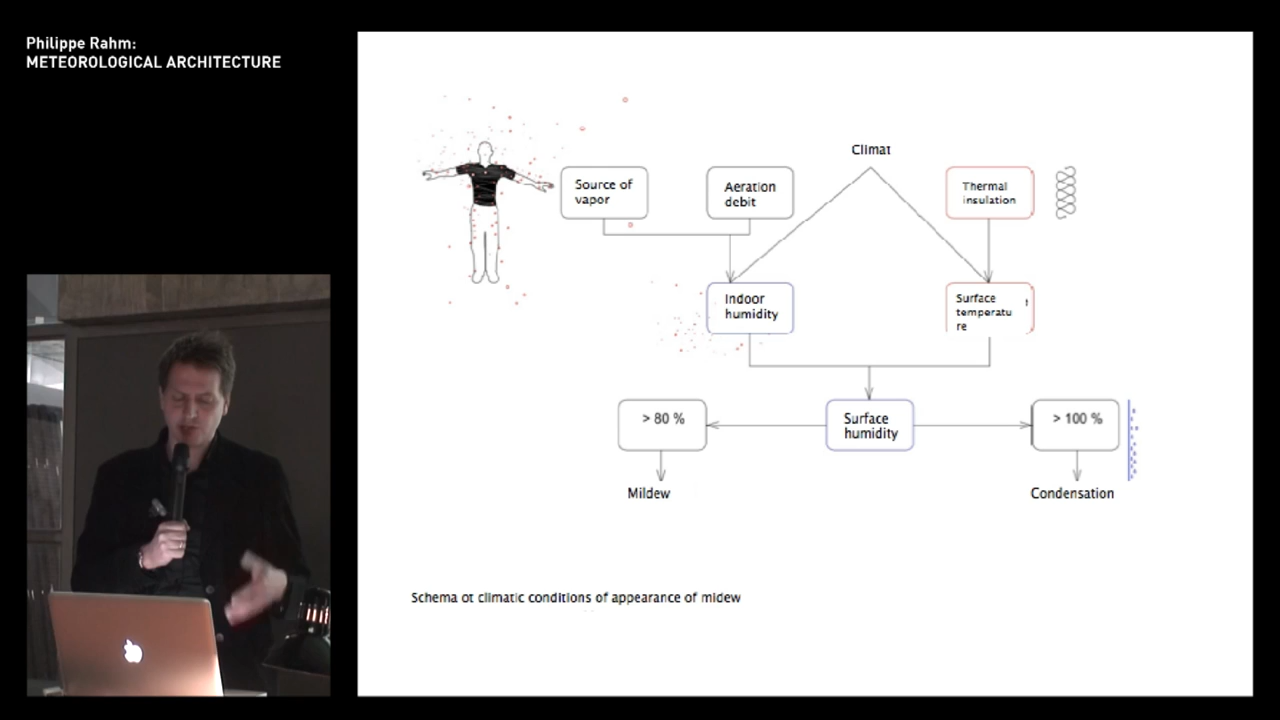 Philippe Rahm:
METEOROLOGICAL ARCHITECTURE
Climat
Source of
vapor
Aeration
debit
Thermal
insulation
Indoor
humidity
Surface
temperatu
re
> 80 %
Surface
humidity
> 100 %
Mildew
Condensation
Schema of climatic conditions of appearance of midew